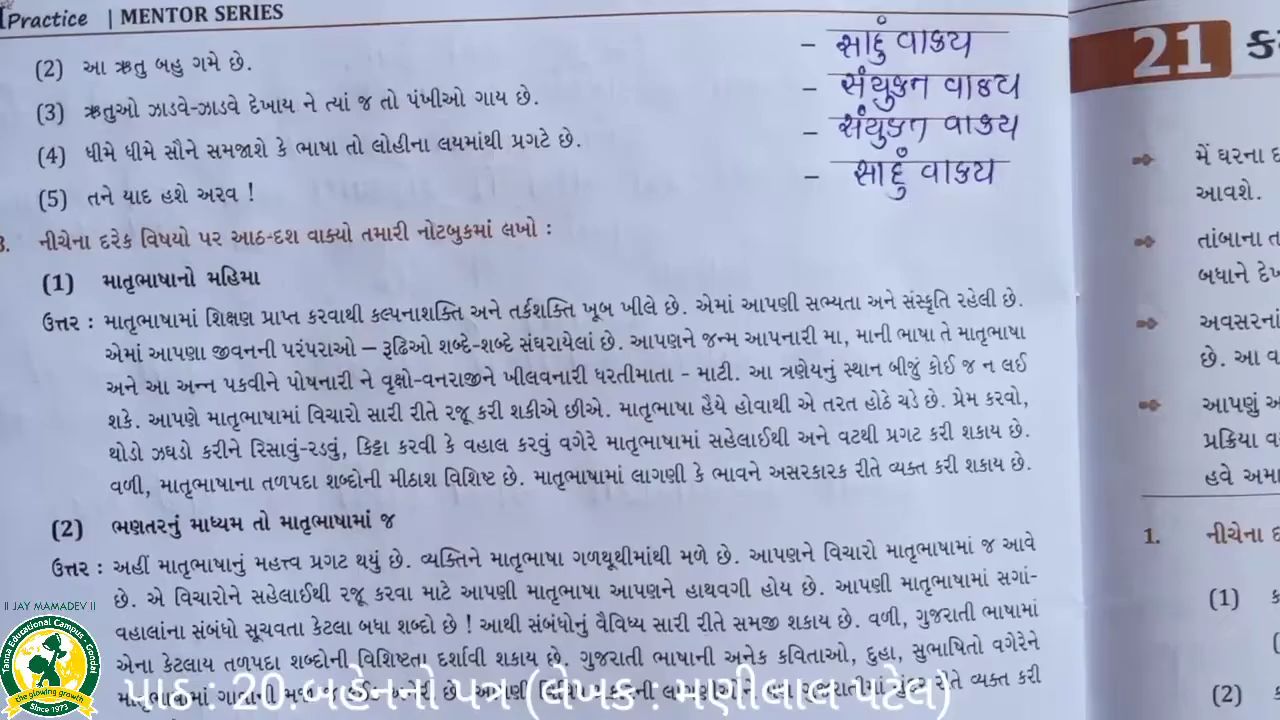 Practice | MENTOR SERIES
(2) આ ઋતુ બહુ ગમે છે. - સાદું વાક્ય
(3) ઋતુઓ ઝાડવે-ઝાડવે દેખાય ને ત્યાં જ તો પંખીઓ ગાય છે. - સંયુક્ત વાક્ય
(4) ધીમે ધીમે સૌને સમજાશે કે ભાષા તો લોહીના લયમાંથી પ્રગટે છે. - સંયુક્ત વાક્ય
(5) તને યાદ હશે અરવ ! - સાદું વાક્ય
3. નીચેના દરેક વિષયો પર આઠ-દશ વાક્યો તમારી નોટબુકમાં લખો :
(1) માતૃભાષાનો મહિમા
ઉત્તર : માતૃભાષામાં શિક્ષણ પ્રાપ્ત કરવાથી કલ્પનાશક્તિ અને તર્કશક્તિ ખૂબ ખીલે છે. એમાં આપણી સભ્યતા અને સંસ્કૃતિ રહેલી છે.
એમાં આપણા જીવનની પરંપરાઓ – રૂઢિઓ શબ્દે-શબ્દે સંઘરાયેલાં છે. આપણને જન્મ આપનારી મા, માની ભાષા તે માતૃભાષા
અને આ અન્ન પકવીને પોષનારી ને વૃક્ષો-વનરાજીને ખીલવનારી ધરતીમાતા - માટી. આ ત્રણેયનું સ્થાન બીજું કોઈ જ ન લઈ
શકે. આપણે માતૃભાષામાં વિચારો સારી રીતે રજૂ કરી શકીએ છીએ. માતૃભાષા હૈયે હોવાથી એ તરત હોઠે ચડે છે. પ્રેમ કરવો,
થોડો ઝઘડો કરીને રિસાવું-રડવું, કિટ્ટા કરવી કે વહાલ કરવું વગેરે માતૃભાષામાં સહેલાઈથી અને વટથી પ્રગટ કરી શકાય છે.
વળી, માતૃભાષાના તળપદા શબ્દોની મીઠાશ વિશિષ્ટ છે. માતૃભાષામાં લાગણી કે ભાવને અસરકારક રીતે વ્યક્ત કરી શકાય છે.
(2) ભણતરનું માધ્યમ તો માતૃભાષામાં જ
ઉત્તર : અહીં માતૃભાષાનું મહત્ત્વ પ્રગટ થયું છે. વ્યક્તિને માતૃભાષા ગળથૂથીમાંથી મળે છે. આપણને વિચારો માતૃભાષામાં જ આવે
છે. એ વિચારોને સહેલાઈથી રજૂ કરવા માટે આપણી માતૃભાષા આપણને હાથવગી હોય છે. આપણી માતૃભાષામાં સગાં-
વહાલાંના સંબંધો સૂચવતા કેટલા બધા શબ્દો છે ! આથી સંબંધોનું વૈવિધ્ય સારી રીતે સમજી શકાય છે. વળી, ગુજરાતી ભાષામાં
એના કેટલાય તળપદા શબ્દોની વિશિષ્ટતા દર્શાવી શકાય છે. ગુજરાતી ભાષાની અનેક કવિતાઓ, દુહા, સુભાષિતો વગેરેને
રીતે વ્યક્ત કરી
પાઠ : 20.બહેનનો પત્ર (લેખક : મણીલાલ પટેલ)
21
મેં ઘરના
આવશે.
તાંબાના
બધાને
અવસરનાં
છે. આ
આપણું
પ્રક્રિયા
હવે
1. નીચેના
(1)
(2)
॥ JAY MAMADEV ॥
Tanna Educational Campus - Gondal
the glowing growth
Since 1973